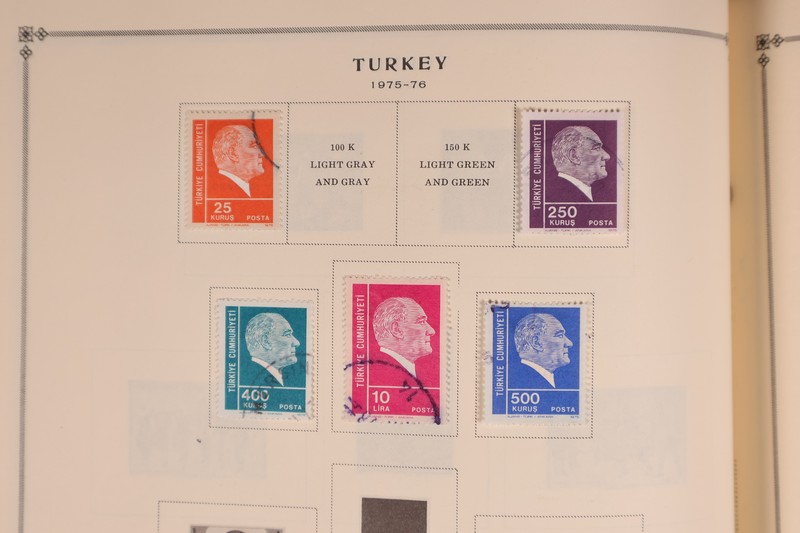 TURKEY
1975-76
TÜRKİYE CUMHURİYETİ
25
KURUŞ POSTA
100 K
LIGHT GRAY
AND GRAY
150 K
LIGHT GREEN
AND GREEN
TÜRKİYE CUMHURİYETİ
250
KURUŞ POSTA
TÜRKİYE CUMHURİYETİ
400
KURUŞ POSTA
TÜRKİYE CUMHURİYETİ
10
LİRA POSTA
TÜRKİYE CUMHURİYETİ
500
KURUŞ POSTA